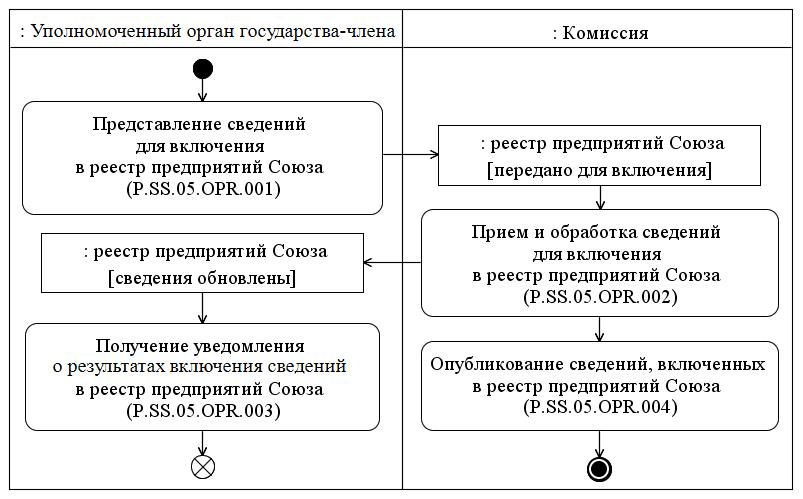 : Уполномоченный орган государства-члена
: Комиссия
Представление сведений
для включения
в реестр предприятий Союза
(P.SS.05.OPR.001)
: реестр предприятий Союза
[передано для включения]
Прием и обработка сведений
для включения
в реестр предприятий Союза
(P.SS.05.OPR.002)
: реестр предприятий Союза
[сведения обновлены]
Получение уведомления
о результатах включения сведений
в реестр предприятий Союза
(P.SS.05.OPR.003)
Опубликование сведений, включенных
в реестр предприятий Союза
(P.SS.05.OPR.004)